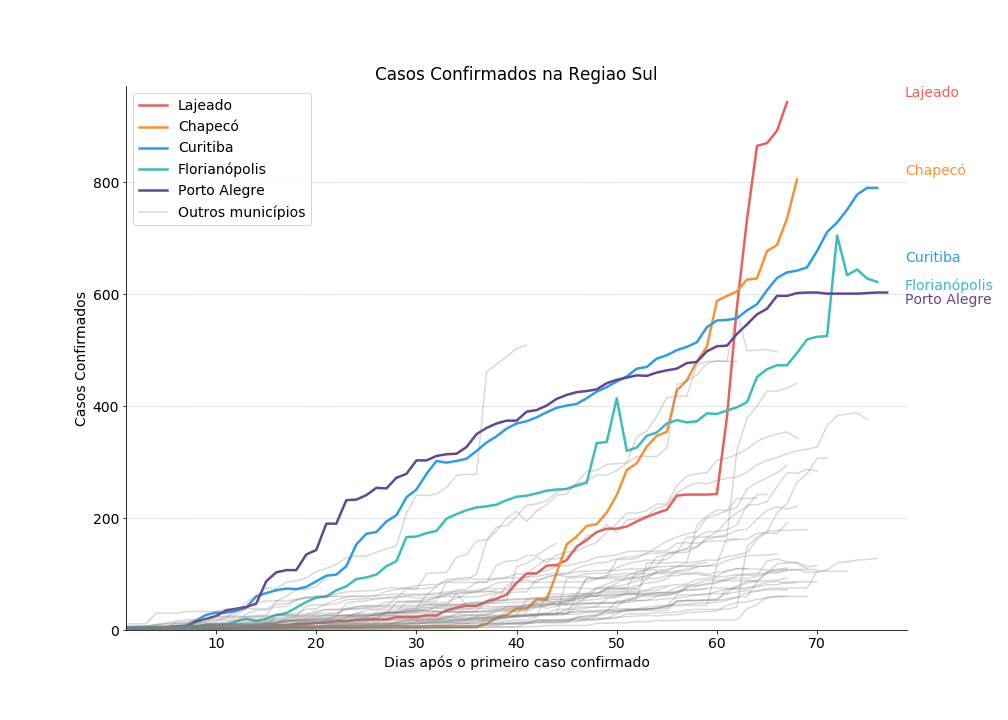 Casos Confirmados na Regiao Sul
Lajeado
Chapecó
Curitiba
Florianópolis
Porto Alegre
Outros municípios
Lajeado
Chapecó
Curitiba
Florianópolis
Porto Alegre
Casos Confirmados
800
600
400
200
0
10 20 30 40 50 60 70
Dias após o primeiro caso confirmado